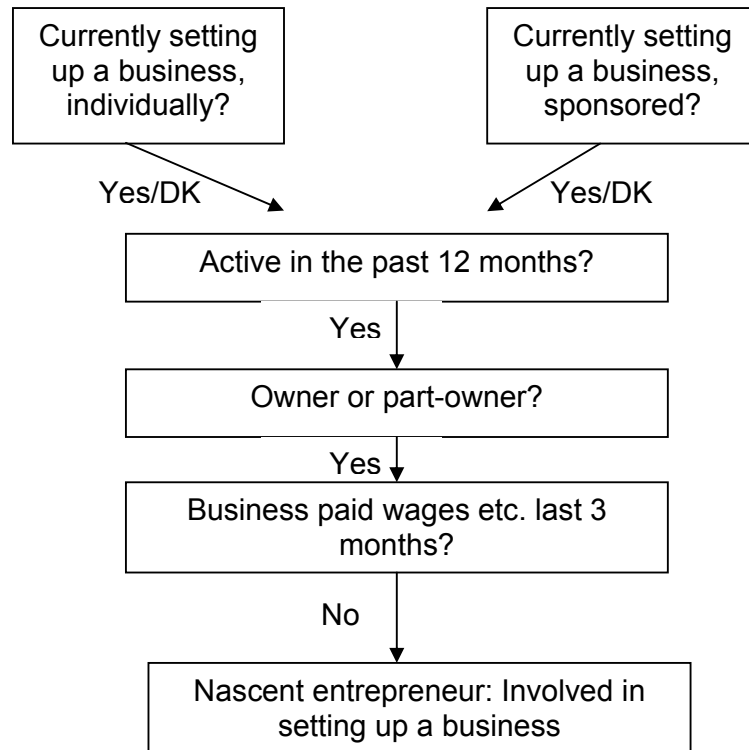 Currently setting
up a business,
individually?
Currently setting
up a business,
sponsored?
Yes/DK
Yes/DK
Active in the past 12 months?
Yes
Owner or part-owner?
Yes
Business paid wages etc. last 3
months?
No
Nascent entrepreneur: Involved in
setting up a business